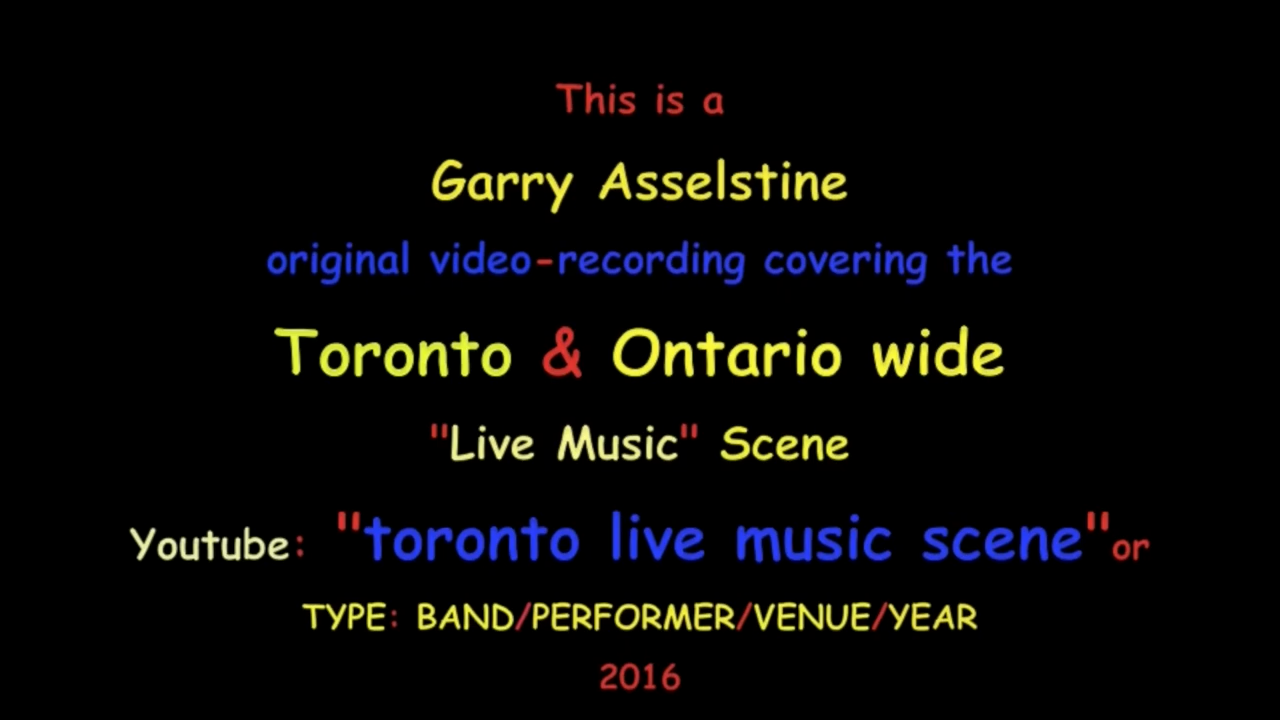 This is a
Garry Asselstine
original video-recording covering the
Toronto & Ontario wide
"Live Music" Scene
Youtube: "toronto live music scene"or
TYPE: BAND/PERFORMER/VENUE/YEAR
2016